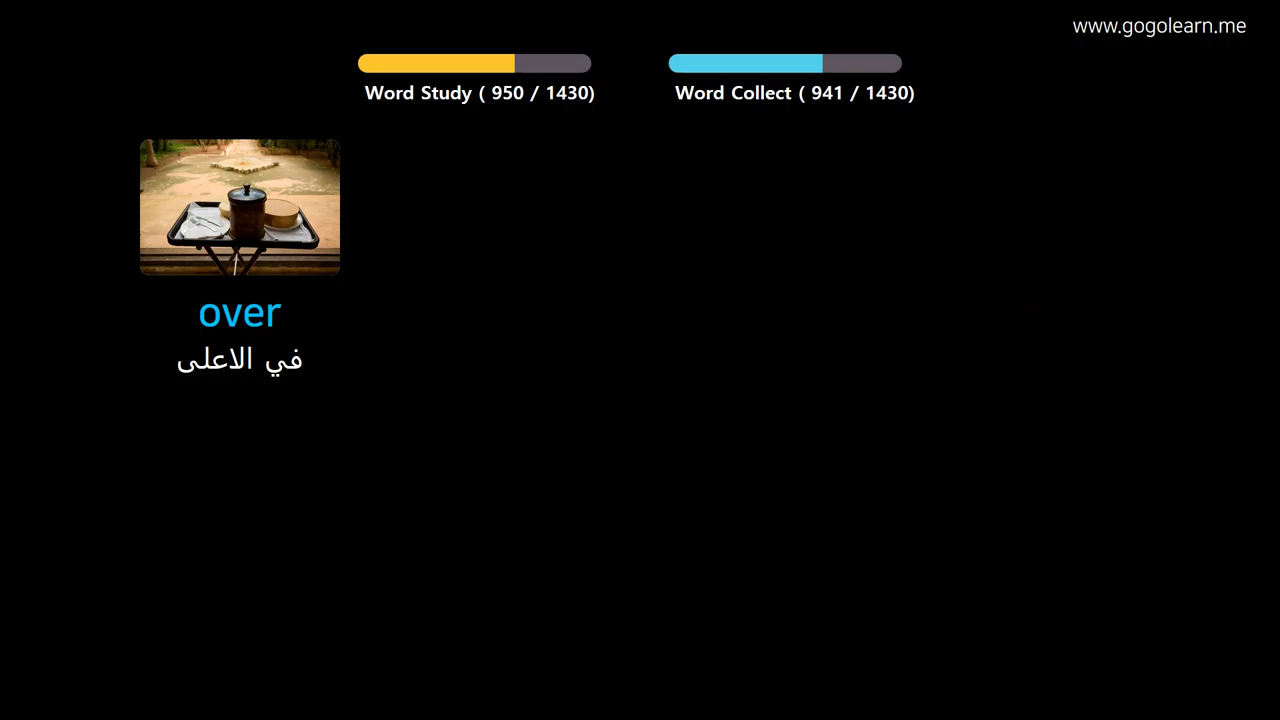 www.gogolearn.me
Word Study ( 950 / 1430)
Word Collect ( 941 / 1430)
over
في الاعلى